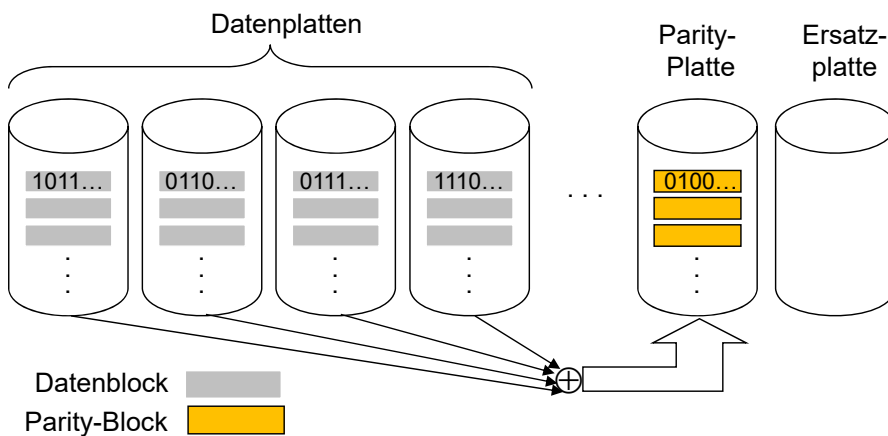 Datenplatten
Parity-
Platte
Ersatz-
platte
1011…
0110…
0111…
1110…
. . .
0100…
Datenblock
Parity-Block